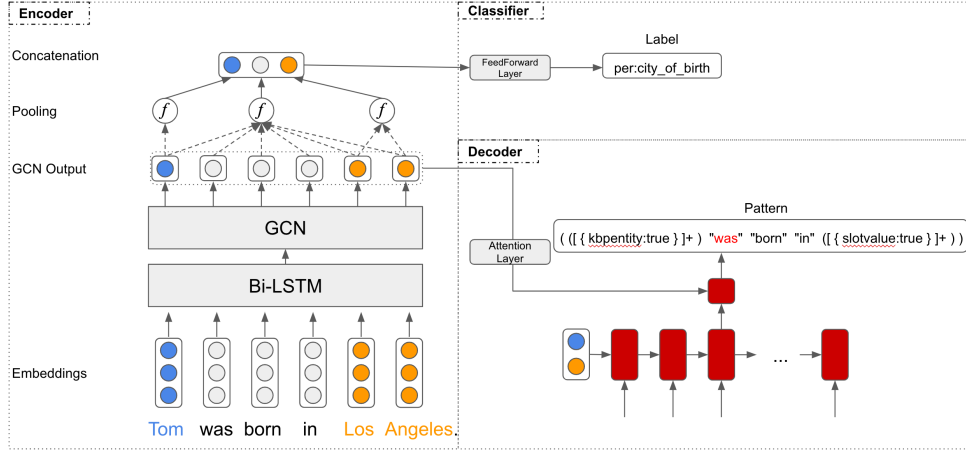 Encoder
Concatenation
Pooling
f f f
GCN Output
GCN
Bi-LSTM
Embeddings
Tom was born in Los Angeles.
Classifier
FeedForward
Layer
Label
per:city_of_birth
Decoder
Attention
Layer
Pattern
( ([ { kbpentity:true } ]+ ) "was" "born" "in" ([ { slotvalue:true } ]+ ) )
...